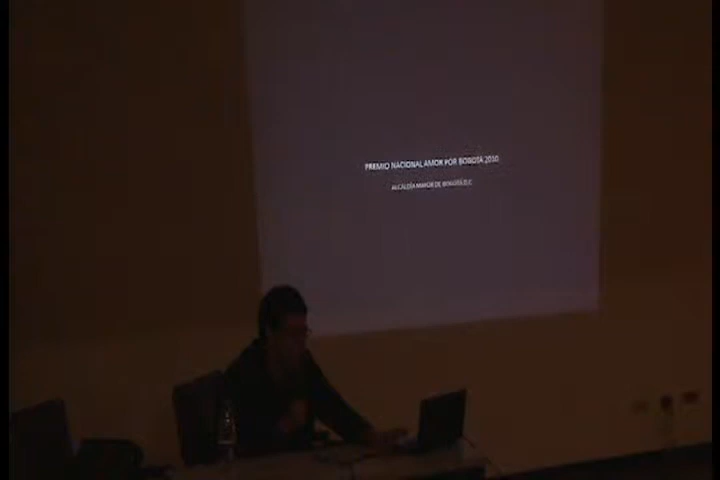 PREMIO NACIONAL AMOR POR BOGOTÁ 2010
ALCALDÍA MAYOR DE BOGOTÁ D.C